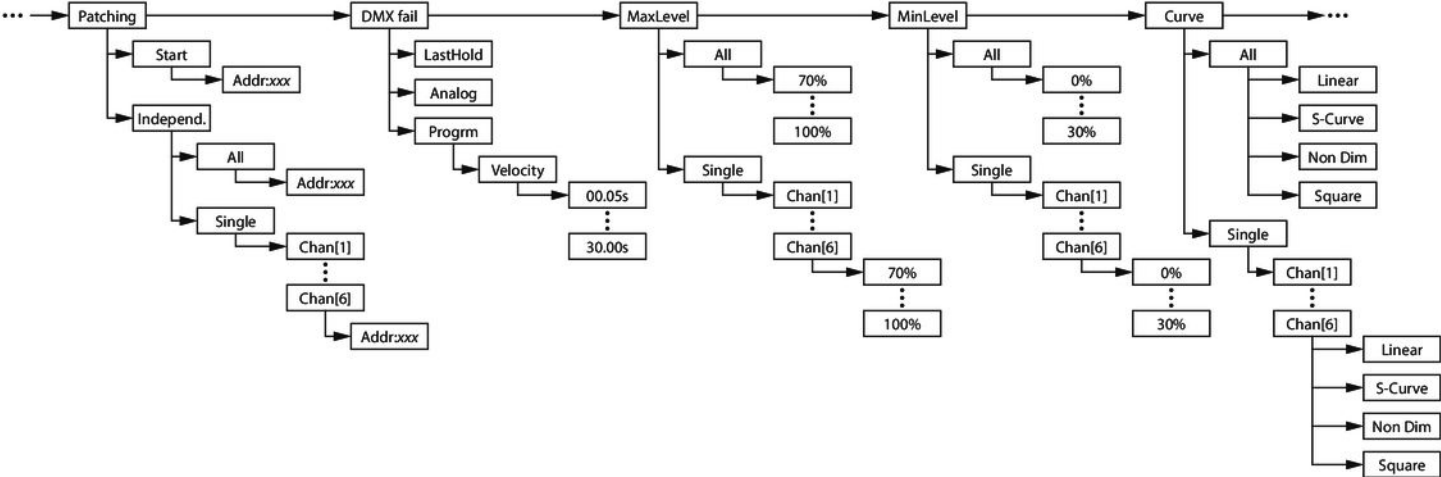 Patching
Start
Addr:xxx
Independ.
All
Addr:xxx
Single
Chan[1]
Chan[6]
Addr:xxx
DMX fail
LastHold
Analog
Progrm
Velocity
00.05s
30.00s
MaxLevel
All
70%
100%
Single
Chan[1]
Chan[6]
70%
100%
MinLevel
All
0%
30%
Single
Chan[1]
Chan[6]
0%
30%
Curve
All
Linear
S-Curve
Non Dim
Square
Single
Chan[1]
Chan[6]
Linear
S-Curve
Non Dim
Square